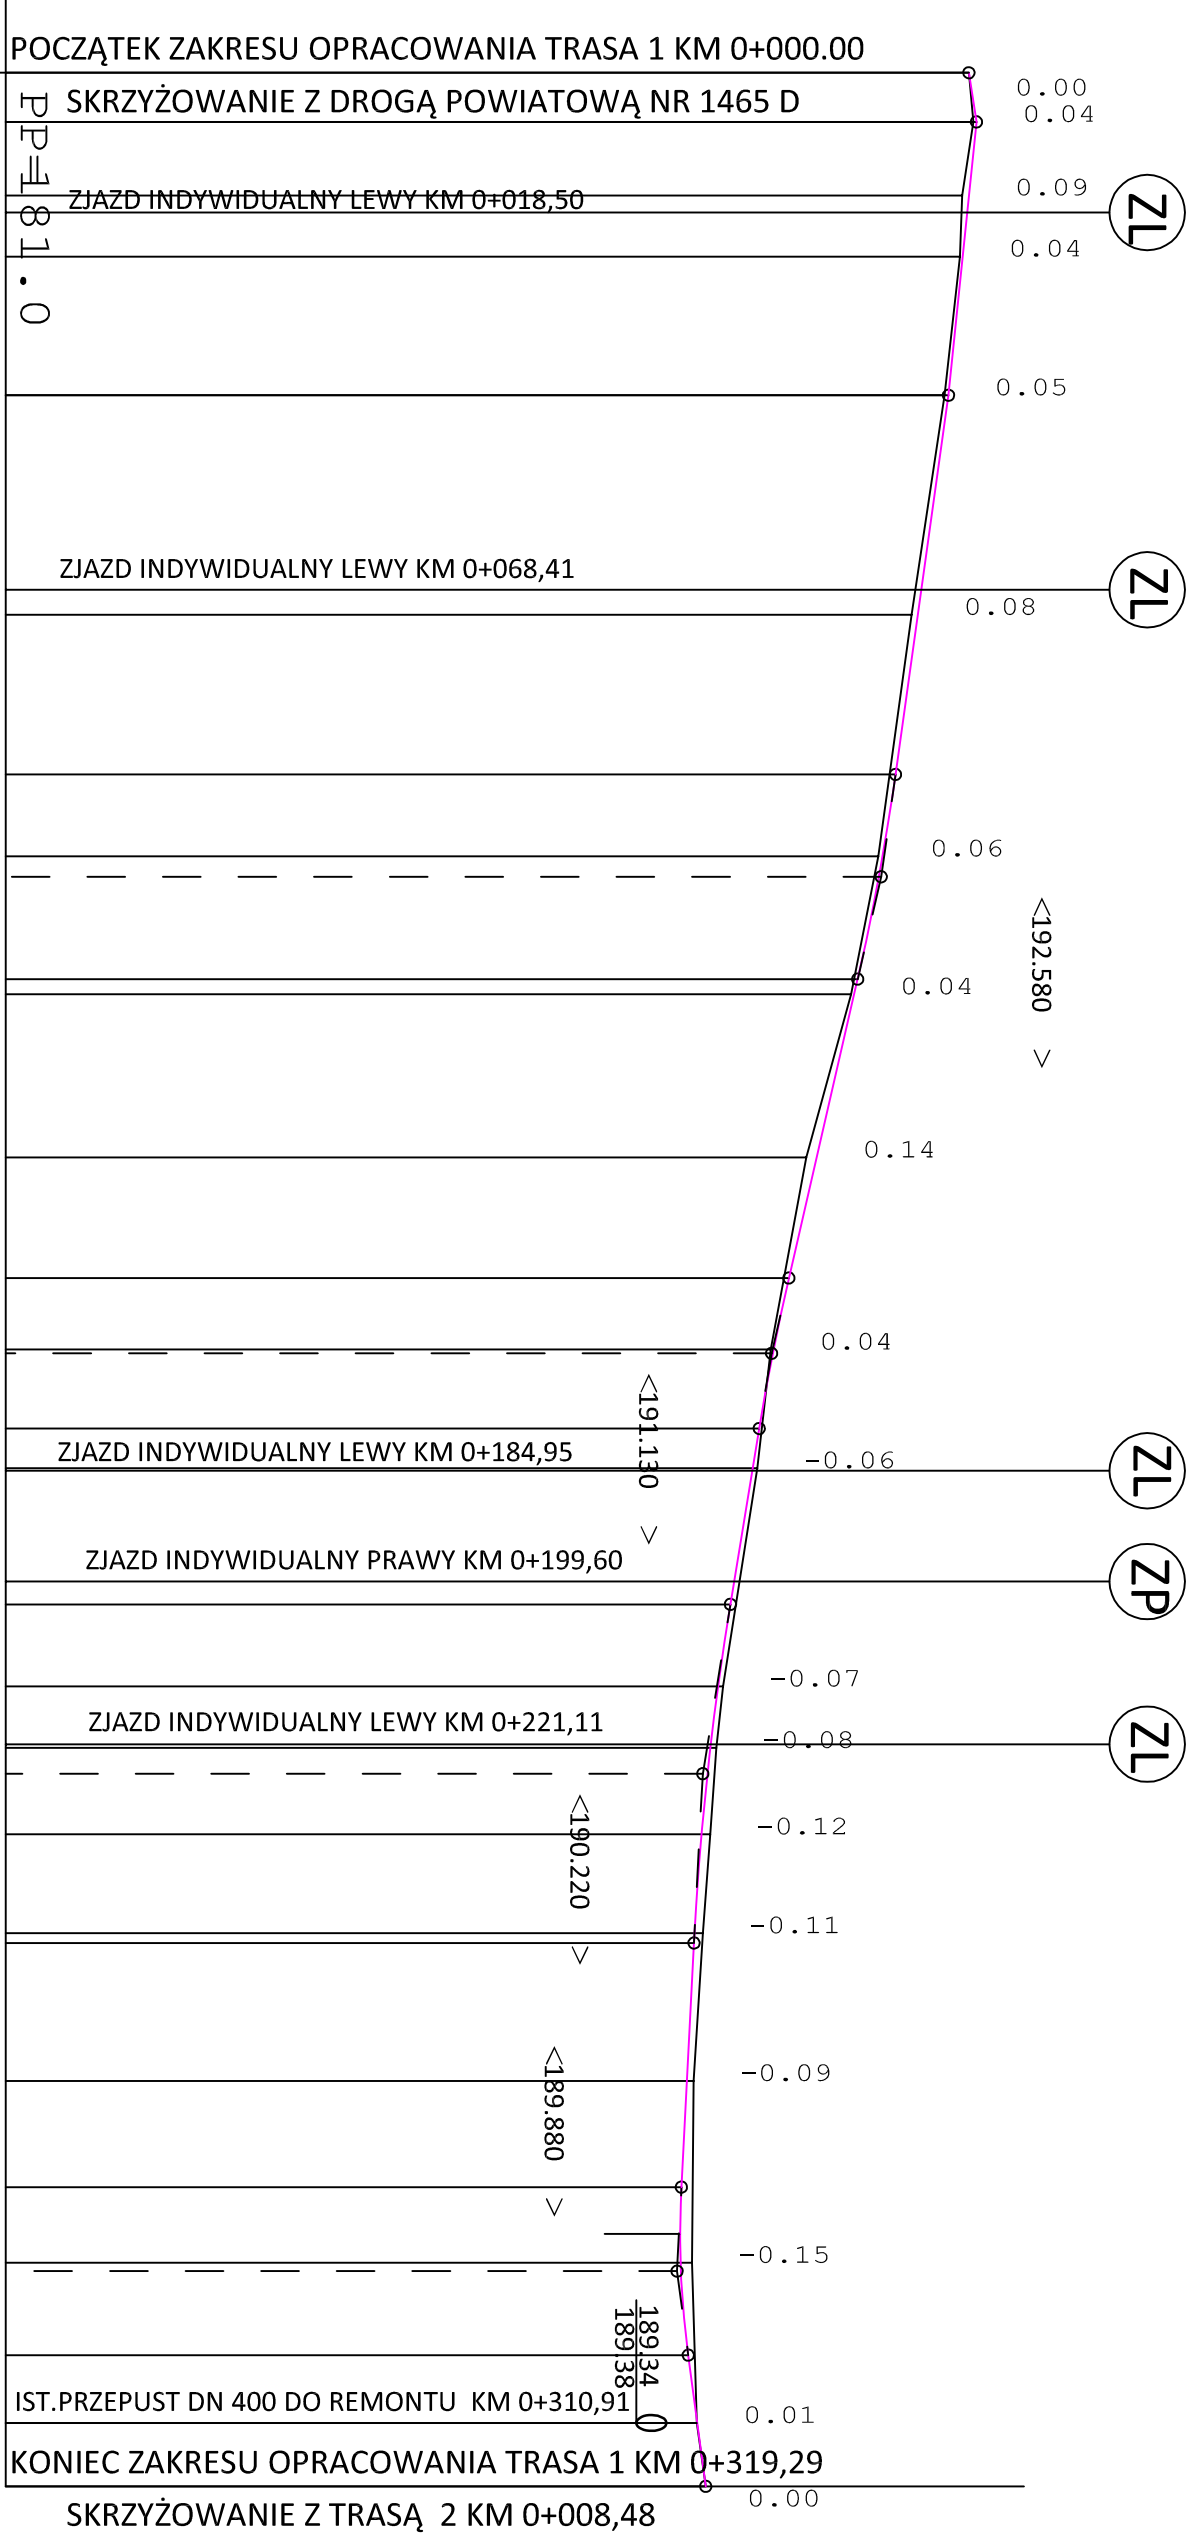 POCZĄTEK ZAKRESU OPRACOWANIA TRASA 1 KM 0+000.00
0.00
SKRZYŻOWANIE Z DROGĄ POWIATOWĄ NR 1465 D
0.04
PP=181.0
ZJAZD INDYWIDUALNY LEWY KM 0+018,50
0.09
ZL
0.04
0.05
ZJAZD INDYWIDUALNY LEWY KM 0+068,41
ZL
0.08
0.06
<192.580 >
0.04
0.14
0.04
<191.130 >
ZJAZD INDYWIDUALNY LEWY KM 0+184,95
-0.06
ZL
ZJAZD INDYWIDUALNY PRAWY KM 0+199,60
ZP
-0.07
ZJAZD INDYWIDUALNY LEWY KM 0+221,11
-0.08
ZL
<190.220 >
-0.12
-0.11
<189.880 >
-0.09
-0.15
189.34
189.38
IST.PRZEPUST DN 400 DO REMONTU KM 0+310,91
0.01
KONIEC ZAKRESU OPRACOWANIA TRASA 1 KM 0+319,29
0.00
SKRZYŻOWANIE Z TRASĄ 2 KM 0+008,48